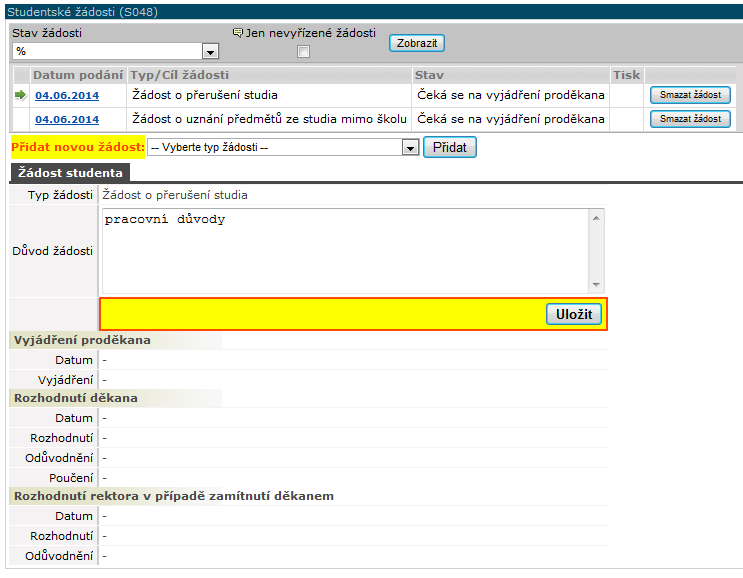 Studentské žádosti (S048)
Stav žádosti
Jen nevyřízené žádosti
%
Zobrazit
Datum podání Typ/Cíl žádosti Stav Tisk
04.06.2014 Žádost o přerušení studia Čeká se na vyjádření proděkana Smazat žádost
04.06.2014 Žádost o uznání předmětů ze studia mimo školu Čeká se na vyjádření proděkana Smazat žádost
Přidat novou žádost: -- Vyberte typ žádosti -- Přidat
Žádost studenta
Typ žádosti Žádost o přerušení studia
Důvod žádosti pracovní důvody
Uložit
Vyjádření proděkana
Datum -
Vyjádření -
Rozhodnutí děkana
Datum -
Rozhodnutí -
Odůvodnění -
Poučení -
Rozhodnutí rektora v případě zamítnutí děkanem
Datum -
Rozhodnutí -
Odůvodnění -